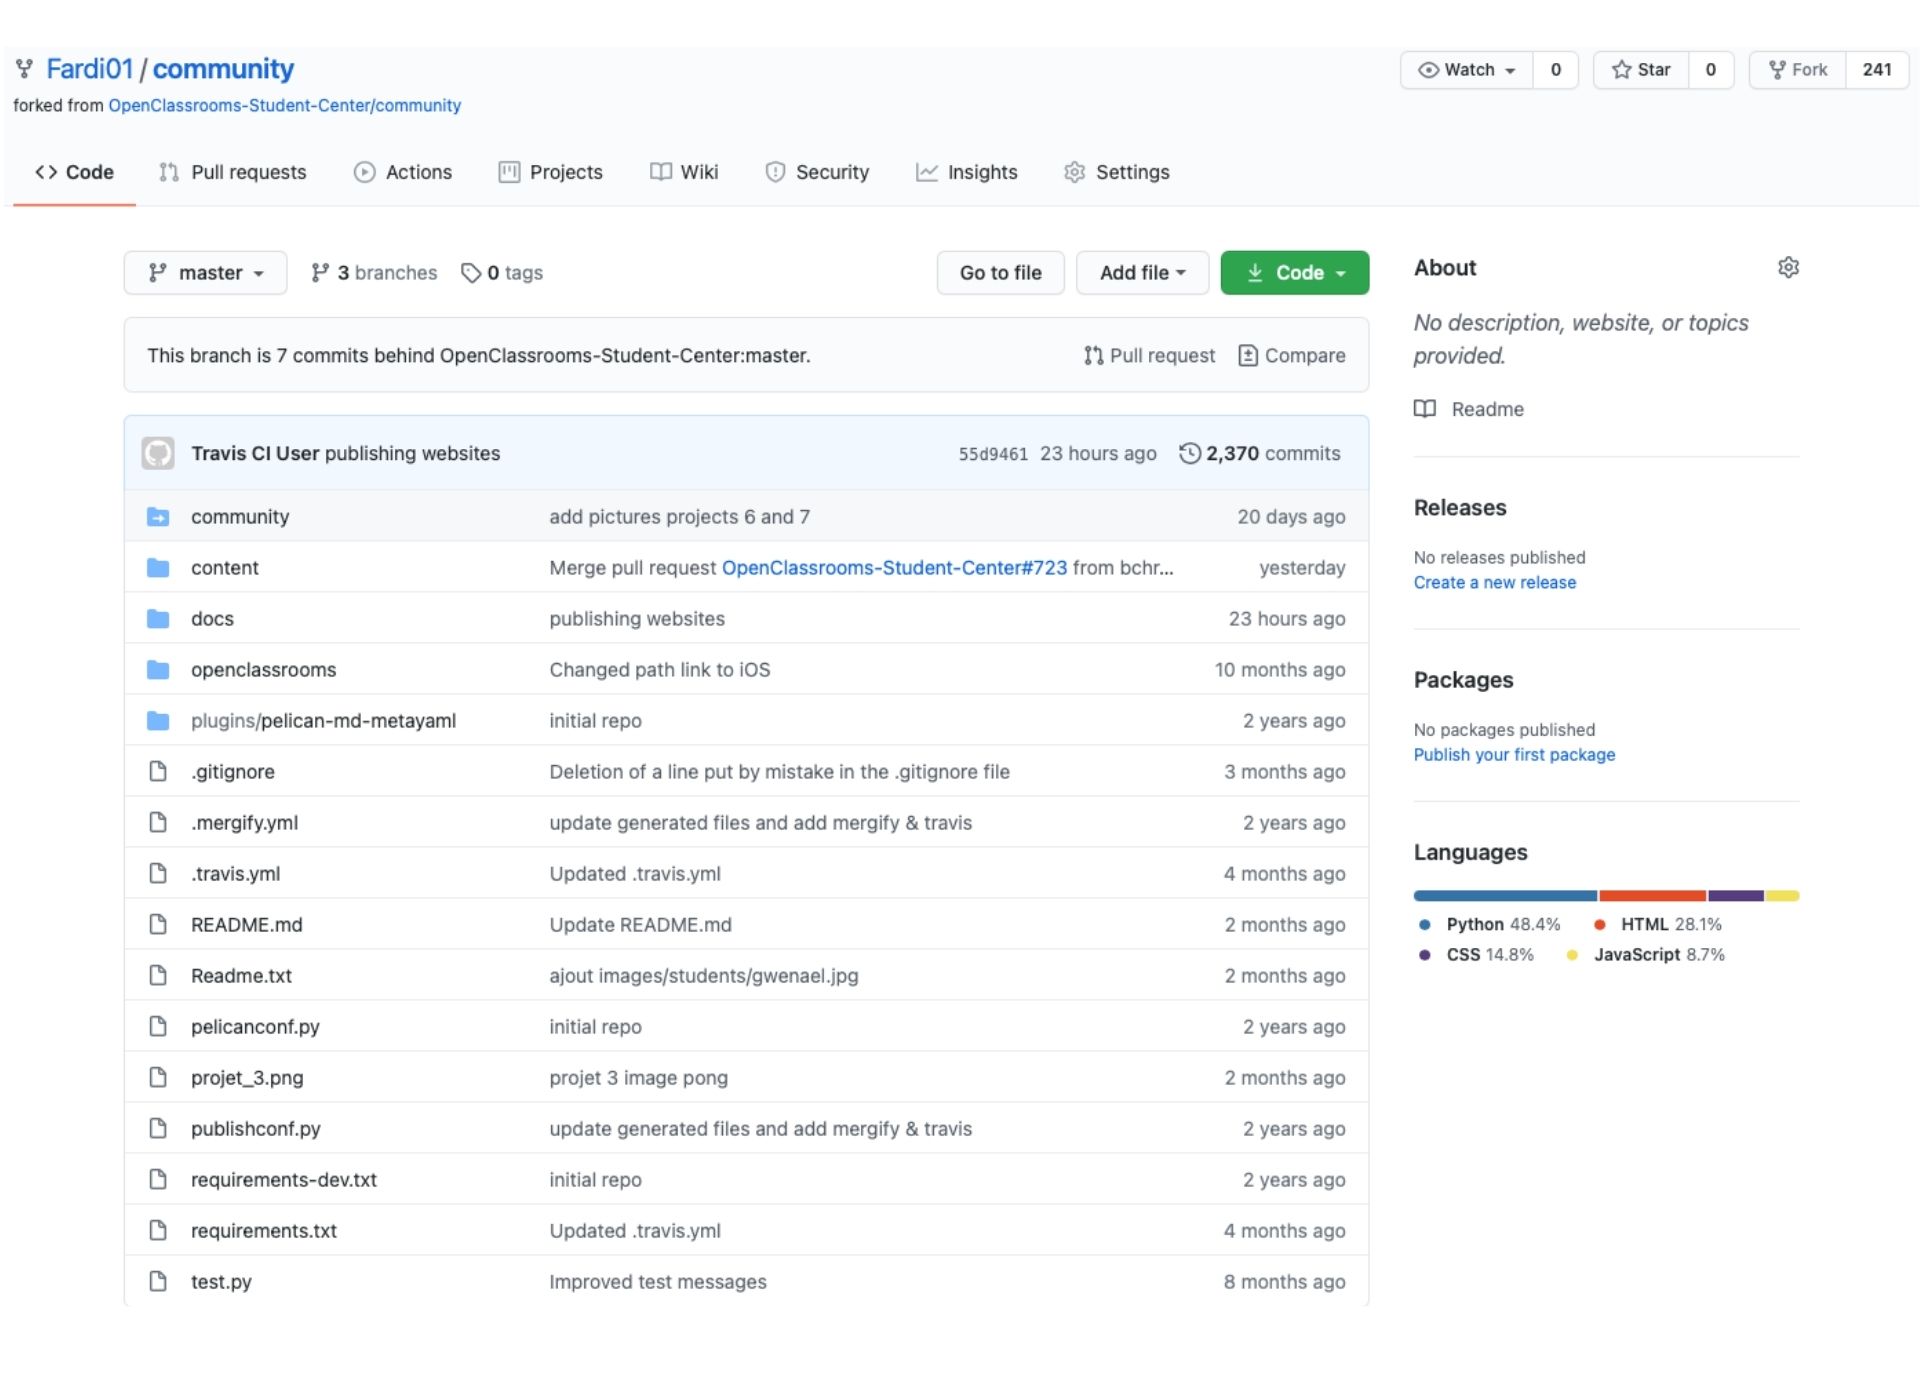 Fardi01 / community
Watch 0 Star 0 Fork 241
forked from OpenClassrooms-Student-Center/community
Code Pull requests Actions Projects Wiki Security Insights Settings
master 3 branches 0 tags Go to file Add file Code
This branch is 7 commits behind OpenClassrooms-Student-Center:master. Pull request Compare
Travis CI User publishing websites 55d9461 23 hours ago 2,370 commits
community add pictures projects 6 and 7 20 days ago
content Merge pull request OpenClassrooms-Student-Center#723 from bchr... yesterday
docs publishing websites 23 hours ago
openclassrooms Changed path link to iOS 10 months ago
plugins/pelican-md-metayaml initial repo 2 years ago
.gitignore Deletion of a line put by mistake in the .gitignore file 3 months ago
.mergify.yml update generated files and add mergify & travis 2 years ago
.travis.yml Updated .travis.yml 4 months ago
README.md Update README.md 2 months ago
Readme.txt ajout images/students/gwenael.jpg 2 months ago
pelicanconf.py initial repo 2 years ago
projet_3.png projet 3 image pong 2 months ago
publishconf.py update generated files and add mergify & travis 2 years ago
requirements-dev.txt initial repo 2 years ago
requirements.txt Updated .travis.yml 4 months ago
test.py Improved test messages 8 months ago
About
No description, website, or topics
provided.
Readme
Releases
No releases published
Create a new release
Packages
No packages published
Publish your first package
Languages
Python 48.4% HTML 28.1%
CSS 14.8% JavaScript 8.7%